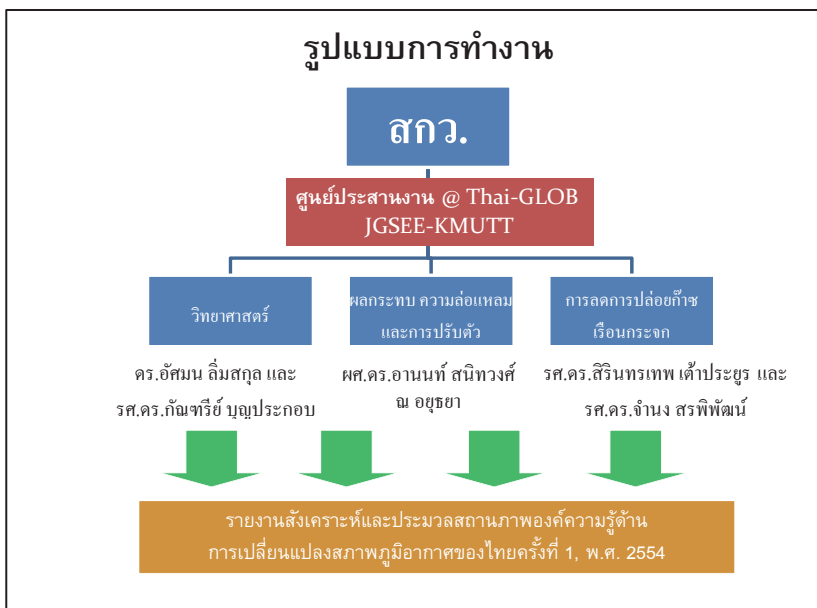 รูปแบบการทำงาน
สกว.
ศูนย์ประสานงาน @ Thai-GLOB
JGSEE-KMUTT
วิทยาศาสตร์
ผลกระทบ ความล่อแหลม
และการปรับตัว
การลดการปล่อยก๊าซ
เรือนกระจก
ดร.อัศมน ลิ่มสกุล และ
รศ.ดร.กัณฑรีย์ บุญประกอบ
ผศ.ดร.อานนท์ สนิทวงศ์
ณ อยุธยา
รศ.ดร.สิรินทรเทพ เต้าประยูร และ
รศ.ดร.จำนง สรพิพัฒน์
รายงานสังเคราะห์และประมวลสถานภาพองค์ความรู้ด้าน
การเปลี่ยนแปลงสภาพภูมิอากาศของไทยครั้งที่ 1, พ.ศ. 2554